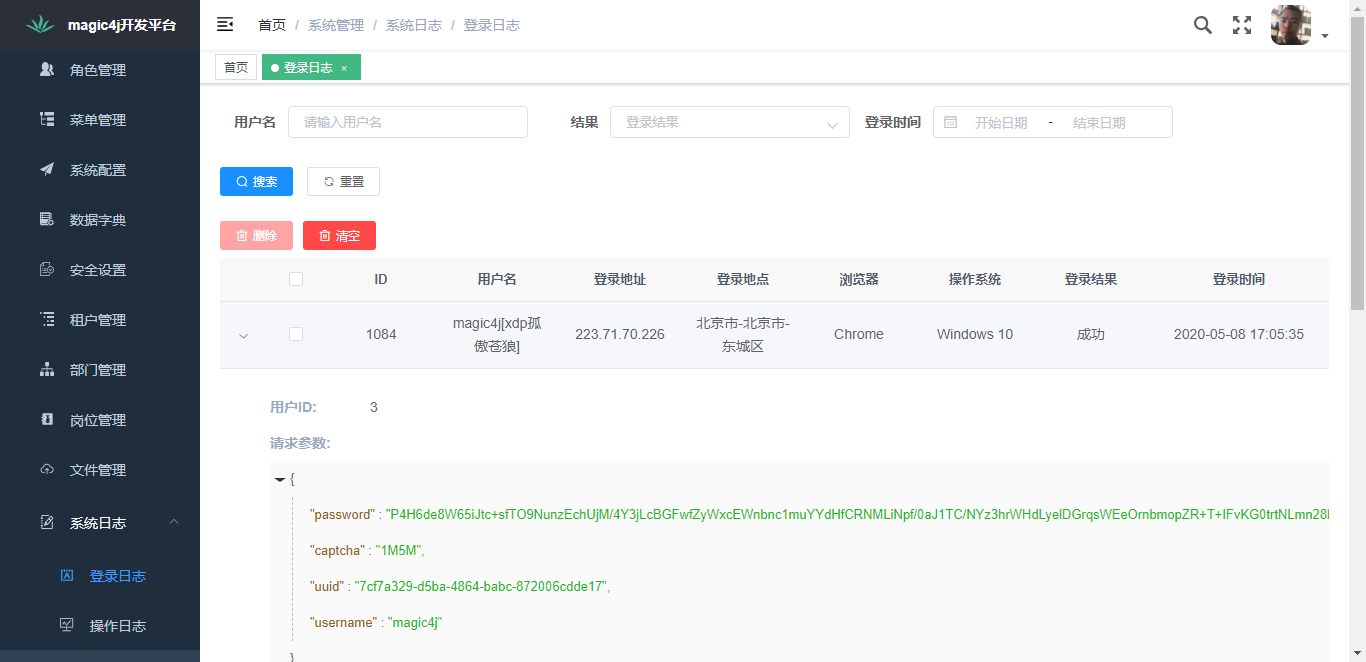 magic4j开发平台
首页 / 系统管理 / 系统日志 / 登录日志
首页
登录日志 ×
角色管理
菜单管理
系统配置
数据字典
安全设置
租户管理
部门管理
岗位管理
文件管理
系统日志
登录日志
操作日志
用户名 请输入用户名 结果 登录结果 登录时间 开始日期 - 结束日期
搜索 重置
删除 清空
ID 用户名 登录地址 登录地点 浏览器 操作系统 登录结果 登录时间
1084 magic4j[xdp孤傲苍狼] 223.71.70.226 北京市-北京市-东城区 Chrome Windows 10 成功 2020-05-08 17:05:35
用户ID: 3
请求参数:
{
"password" : "P4H6de8W65iJtc+sfTO9NunzEchUjM/4Y3jLcBGFwfZyWxcEWnbnc1muYYdHfCRNMLiNpf/0aJ1TC/NYz3hrWHdLyelDGrqsWEeOrnbmopZR+T+IFvKG0trtNLmn28
"captcha" : "1M5M",
"uuid" : "7cf7a329-d5ba-4864-babc-872006cdde17",
"username" : "magic4j"
}